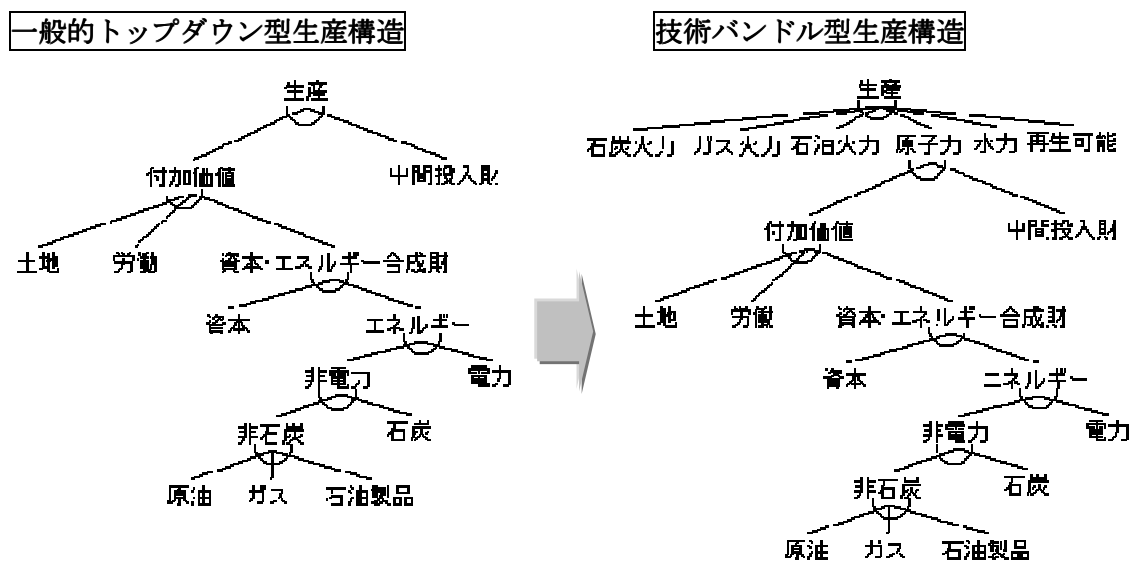 一般的トップダウン型生産構造
生産
付加価値 中間投入財
土地 労働 資本・エネルギー合成財
資本 エネルギー
非電力 電力
非石炭 石炭
原油 ガス 石油製品
技術バンドル型生産構造
生産
石炭火力 ガス火力 石油火力 原子力 水力 再生可能
付加価値 中間投入財
土地 労働 資本・エネルギー合成財
資本 エネルギー
非電力 電力
非石炭 石炭
原油 ガス 石油製品